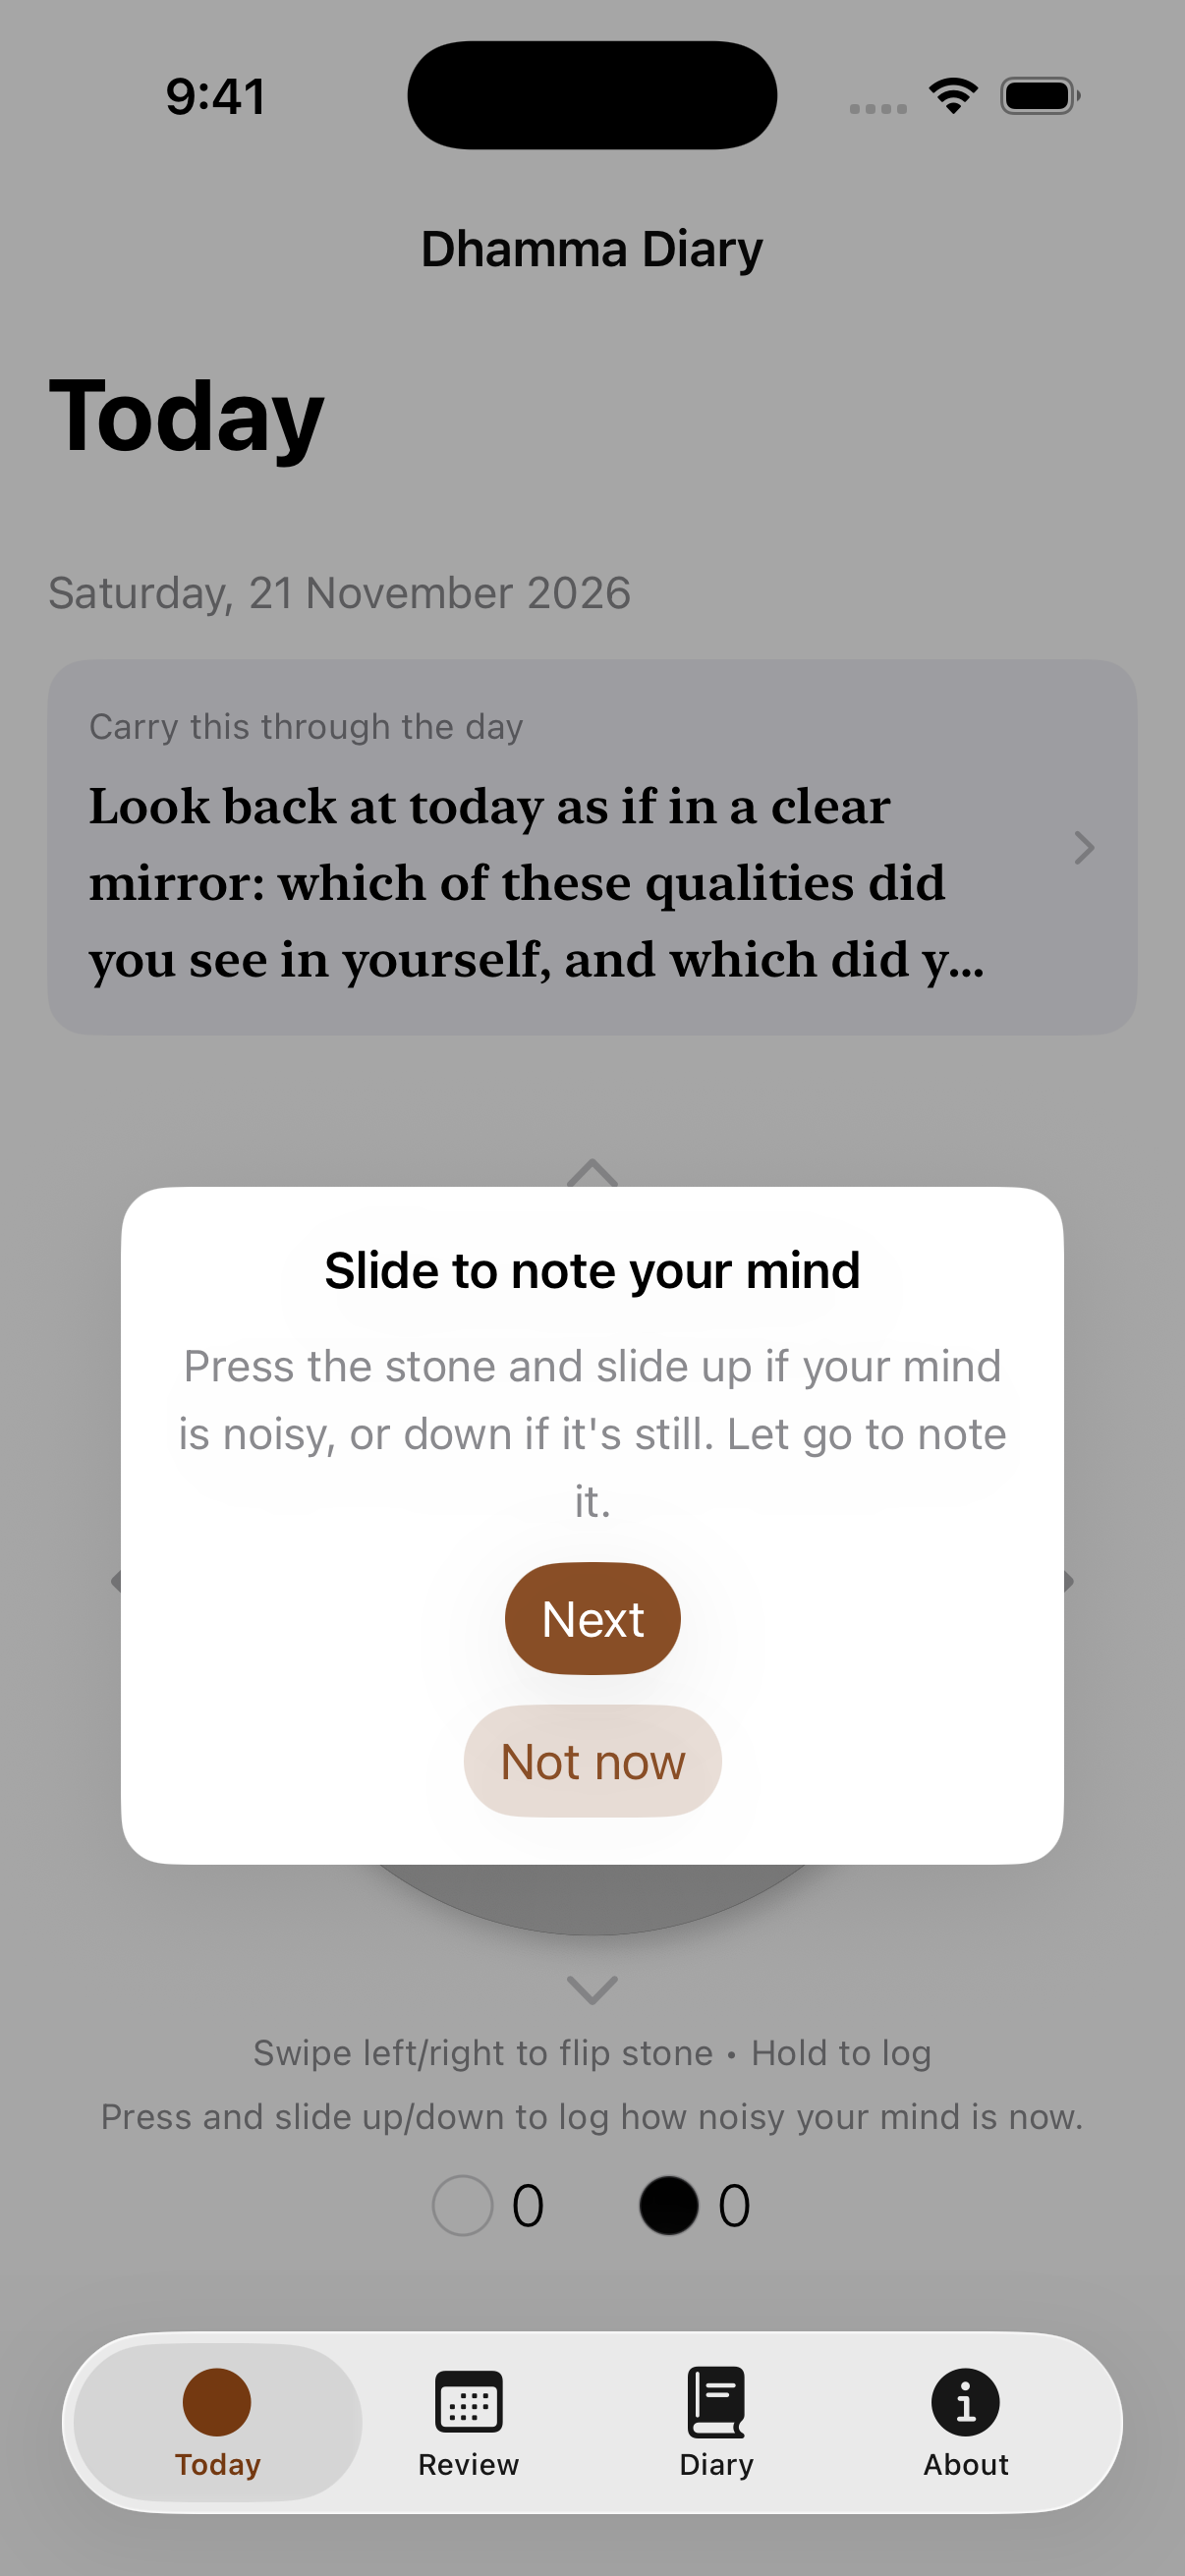 9:41
Dhamma Diary
Today
Saturday, 21 November 2026
Carry this through the day
Look back at today as if in a clear
mirror: which of these qualities did
you see in yourself, and which did y…
Slide to note your mind
Press the stone and slide up if your mind
is noisy, or down if it's still. Let go to note
it.
Next
Not now
Swipe left/right to flip stone • Hold to log
Press and slide up/down to log how noisy your mind is now.
0 0
Today Review Diary About